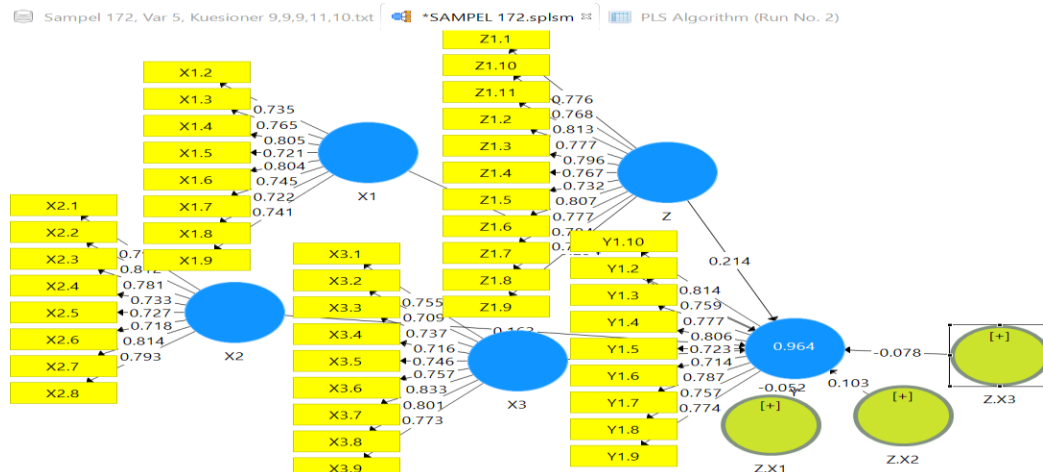 Sampel 172, Var 5, Kuesioner 9,9,9,11,10.txt
*SAMPEL 172.splsm
PLS Algorithm (Run No. 2)
X1.2
X1.3
X1.4
X1.5
X1.6
X1.7
X1.8
X1.9
0.735
0.765
0.805
0.721
0.804
0.745
0.722
0.741
X1
Z1.1
Z1.10
Z1.11
Z1.2
Z1.3
Z1.4
Z1.5
Z1.6
Z1.7
Z1.8
Z1.9
0.776
0.768
0.813
0.777
0.796
0.767
0.732
0.807
0.777
Z
0.214
X2.1
X2.2
X2.3
X2.4
X2.5
X2.6
X2.7
X2.8
0.781
0.733
0.727
0.718
0.814
0.793
X2
X3.1
X3.2
X3.3
X3.4
X3.5
X3.6
X3.7
X3.8
X3.9
0.755
0.709
0.737
0.716
0.746
0.757
0.833
0.801
0.773
X3
Y1.10
Y1.2
Y1.3
Y1.4
Y1.5
Y1.6
Y1.7
Y1.8
Y1.9
0.814
0.759
0.777
0.806
0.723
0.714
0.787
0.757
0.774
0.964
Y
-0.052
0.103
-0.078
[+]
Z.X1
[+]
Z.X2
[+]
Z.X3